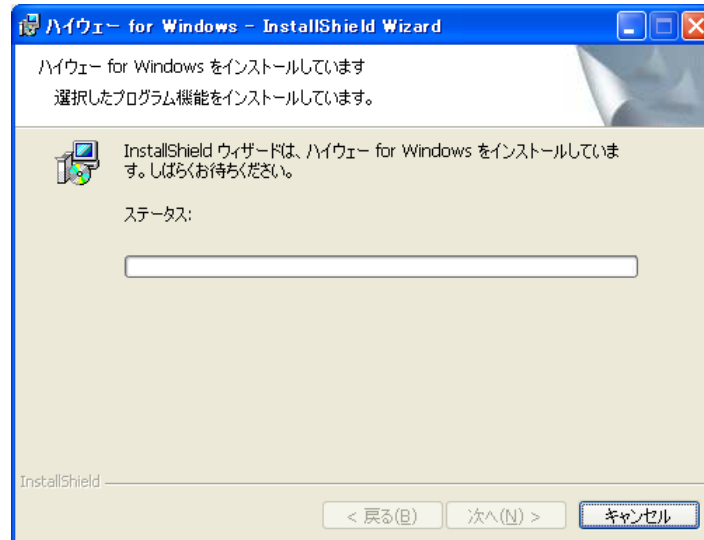 ハイウェー for Windows - InstallShield Wizard
ハイウェー for Windows をインストールしています
選択したプログラム機能をインストールしています。
InstallShield ウィザードは、ハイウェー for Windows をインストールしていま
す。しばらくお待ちください。
ステータス:
InstallShield
< 戻る(B) 次へ(N) > キャンセル